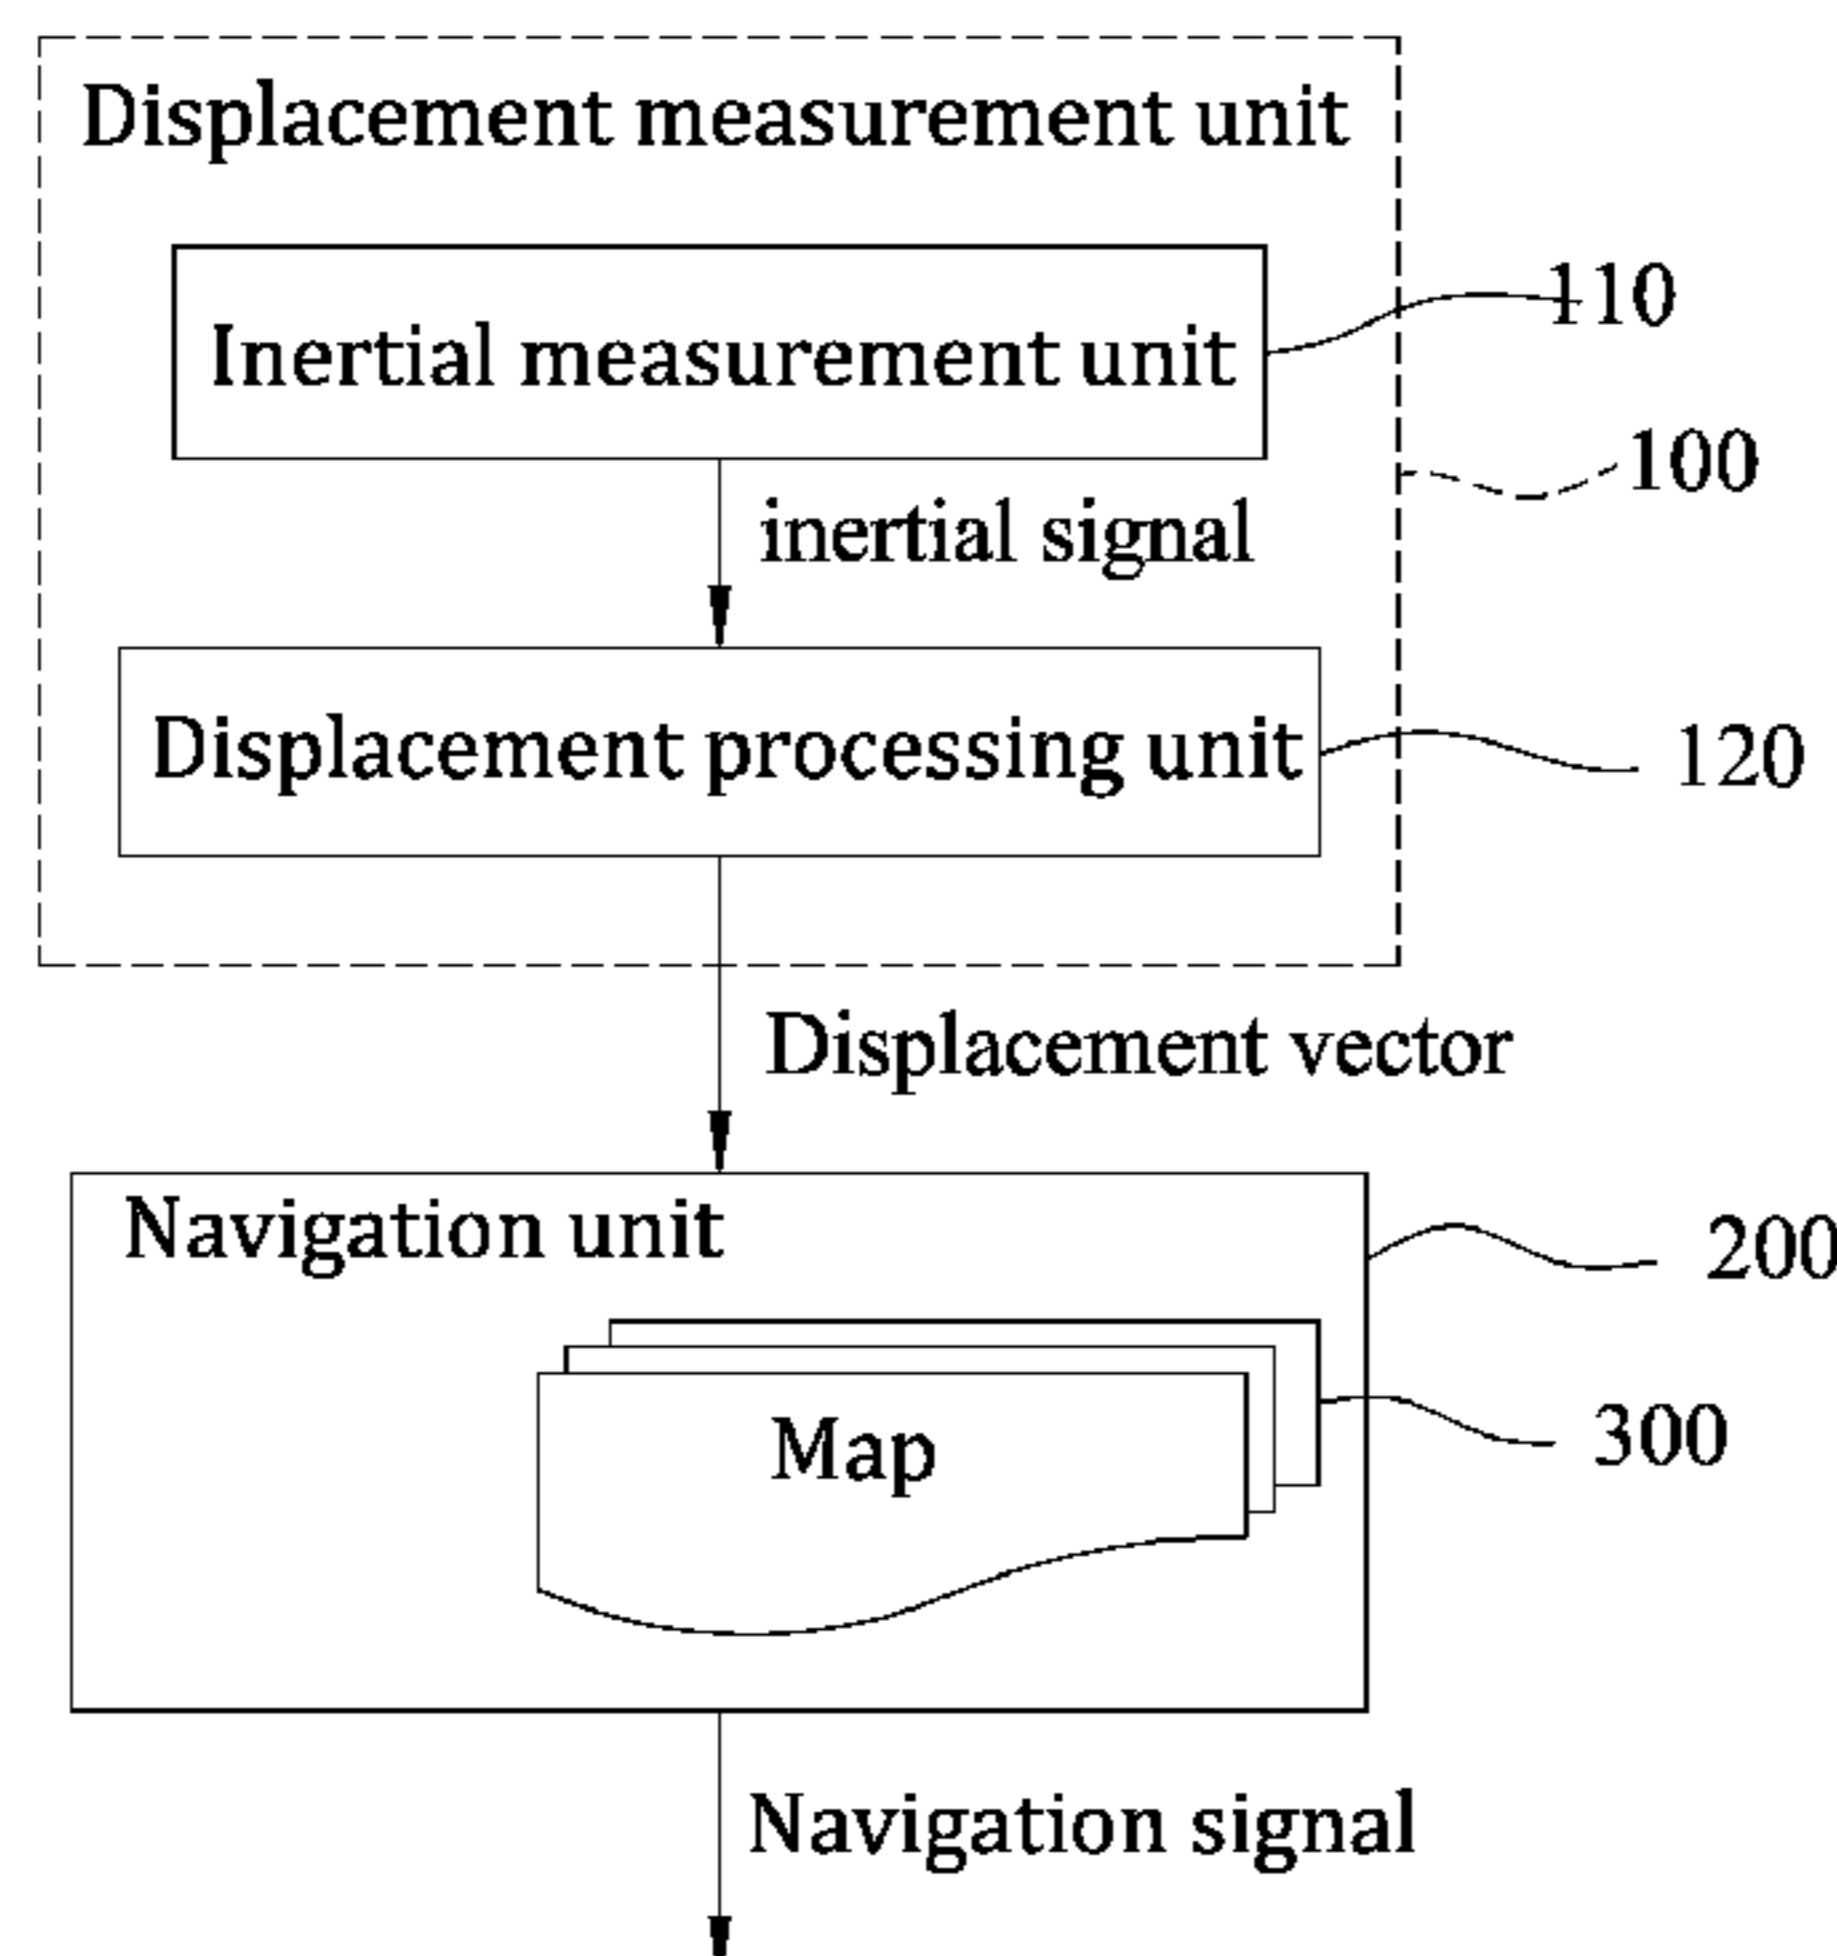 Displacement measurement unit
Inertial measurement unit
110
100
inertial signal
Displacement processing unit
120
Displacement vector
Navigation unit
200
Map
300
Navigation signal